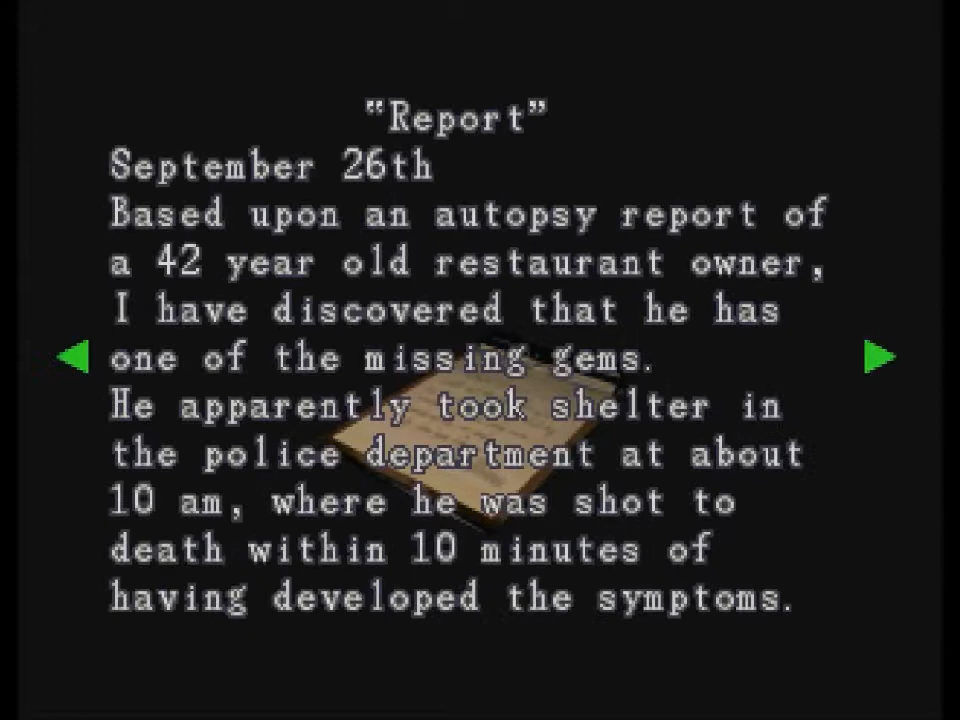 "Report"
September 26th
Based upon an autopsy report of
a 42 year old restaurant owner,
I have discovered that he has
one of the missing gems.
He apparently took shelter in
the police department at about
10 am, where he was shot to
death within 10 minutes of
having developed the symptoms.